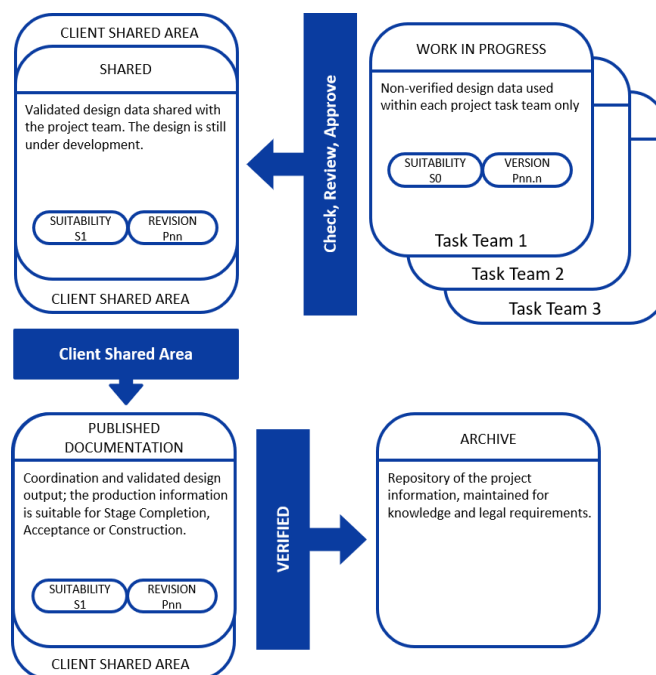 CLIENT SHARED AREA
SHARED
Validated design data shared with
the project team. The design is still
under development.
SUITABILITY
S1
REVISION
Pnn
CLIENT SHARED AREA
Check, Review, Approve
WORK IN PROGRESS
Non-verified design data used
within each project task team only
SUITABILITY
S0
VERSION
Pnn.n
Task Team 1
Task Team 2
Task Team 3
Client Shared Area
PUBLISHED
DOCUMENTATION
Coordination and validated design
output; the production information
is suitable for Stage Completion,
Acceptance or Construction.
SUITABILITY
S1
REVISION
Pnn
CLIENT SHARED AREA
VERIFIED
ARCHIVE
Repository of the project
information, maintained for
knowledge and legal requirements.